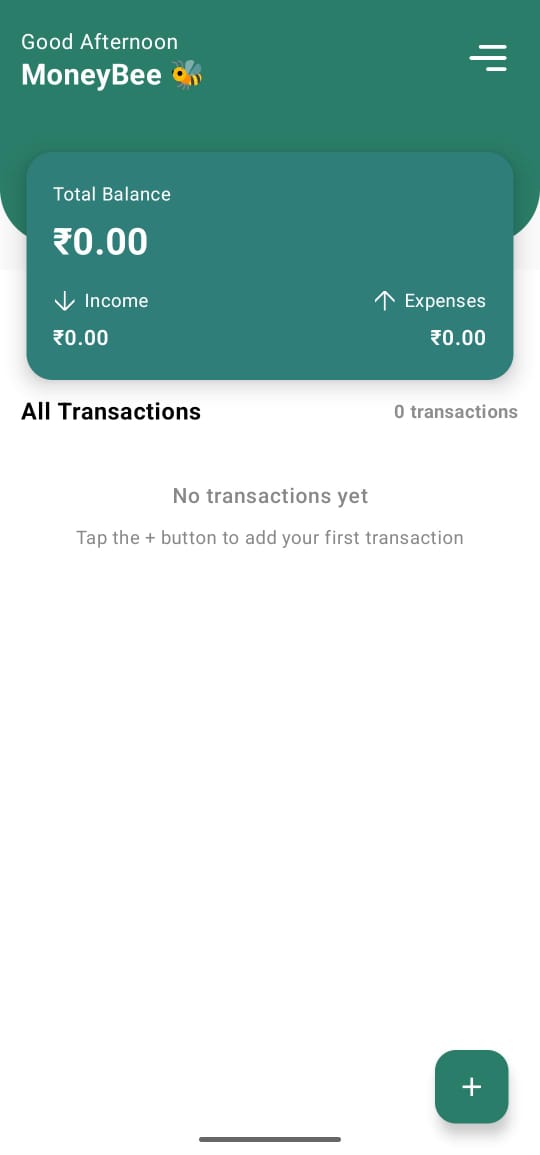 Good Afternoon
MoneyBee 🐝
Total Balance
₹0.00
Income
Expenses
₹0.00
₹0.00
All Transactions
0 transactions
No transactions yet
Tap the + button to add your first transaction
+